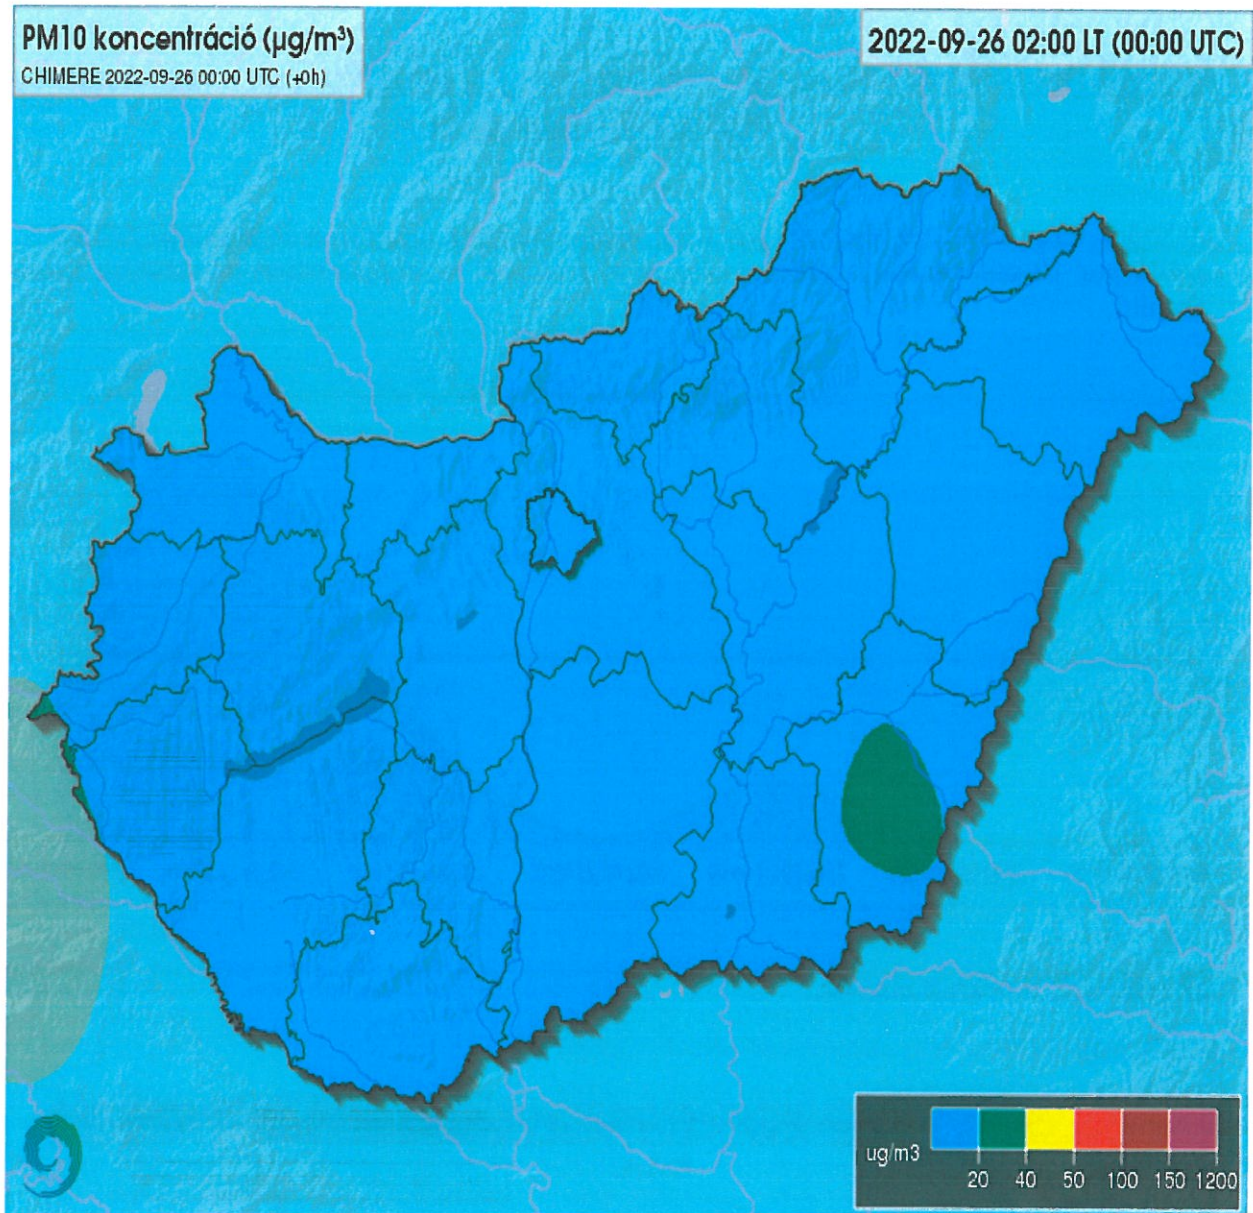 PM10 koncentráció (µg/m³)
CHIMERE 2022-09-26 00:00 UTC (+0h)
2022-09-26 02:00 LT (00:00 UTC)
ug/m3
20 40 50 100 150 1200